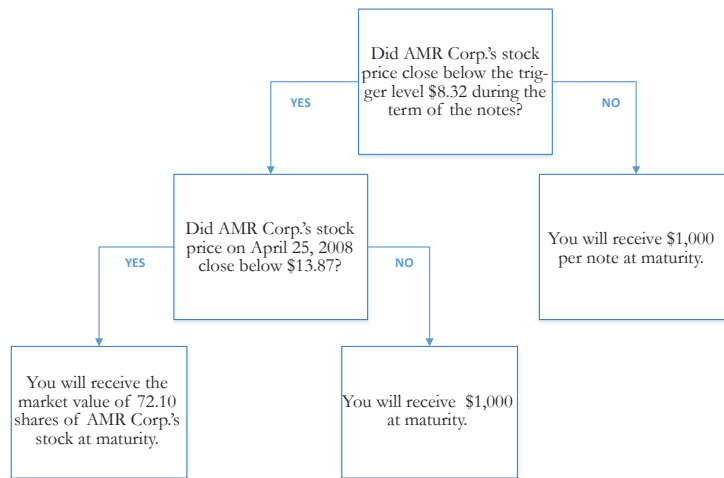 Did AMR Corp.'s stock
price close below the trig-
ger level $8.32 during the
term of the notes?
YES
NO
Did AMR Corp.'s stock
price on April 25, 2008
close below $13.87?
You will receive $1,000
per note at maturity.
YES
NO
You will receive the
market value of 72.10
shares of AMR Corp.'s
stock at maturity.
You will receive $1,000
at maturity.